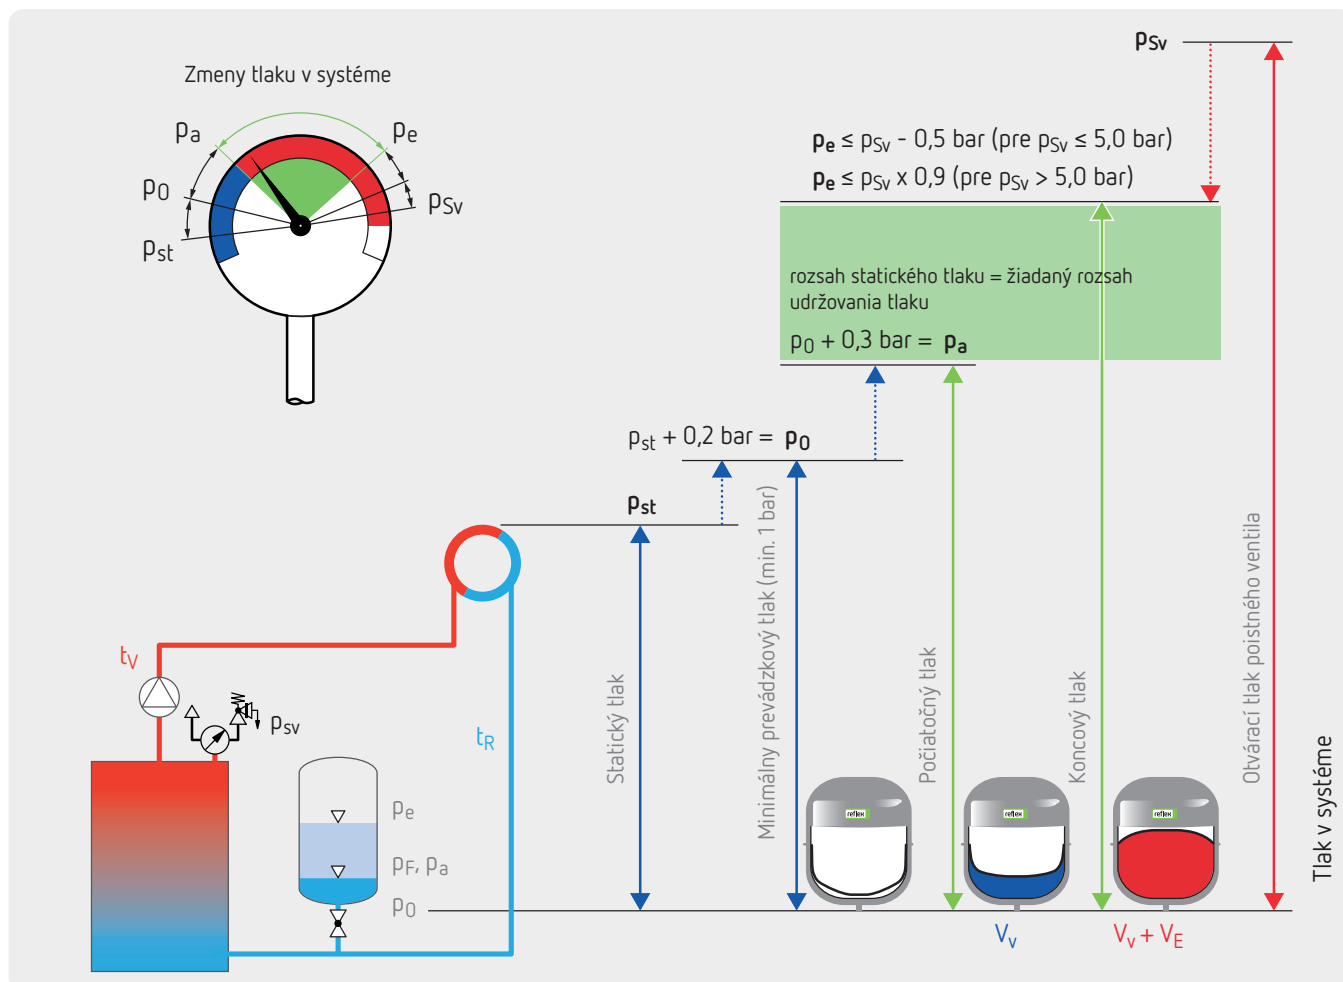 Zmeny tlaku v systéme
pa
pe
p0
pSv
pst
pSv
pe ≤ pSv - 0,5 bar (pre pSv ≤ 5,0 bar)
pe ≤ pSv x 0,9 (pre pSv > 5,0 bar)
rozsah statického tlaku = žiadaný rozsah
udržovania tlaku
p0 + 0,3 bar = pa
pst + 0,2 bar = p0
pst
tV
psv
tR
pe
pF, pa
p0
Statický tlak
Minimálny prevádzkový tlak (min. 1 bar)
Počiatočný tlak
Koncový tlak
Otvárací tlak poistného ventila
Tlak v systéme
reflex
reflex
reflex
Vv
Vv + VE